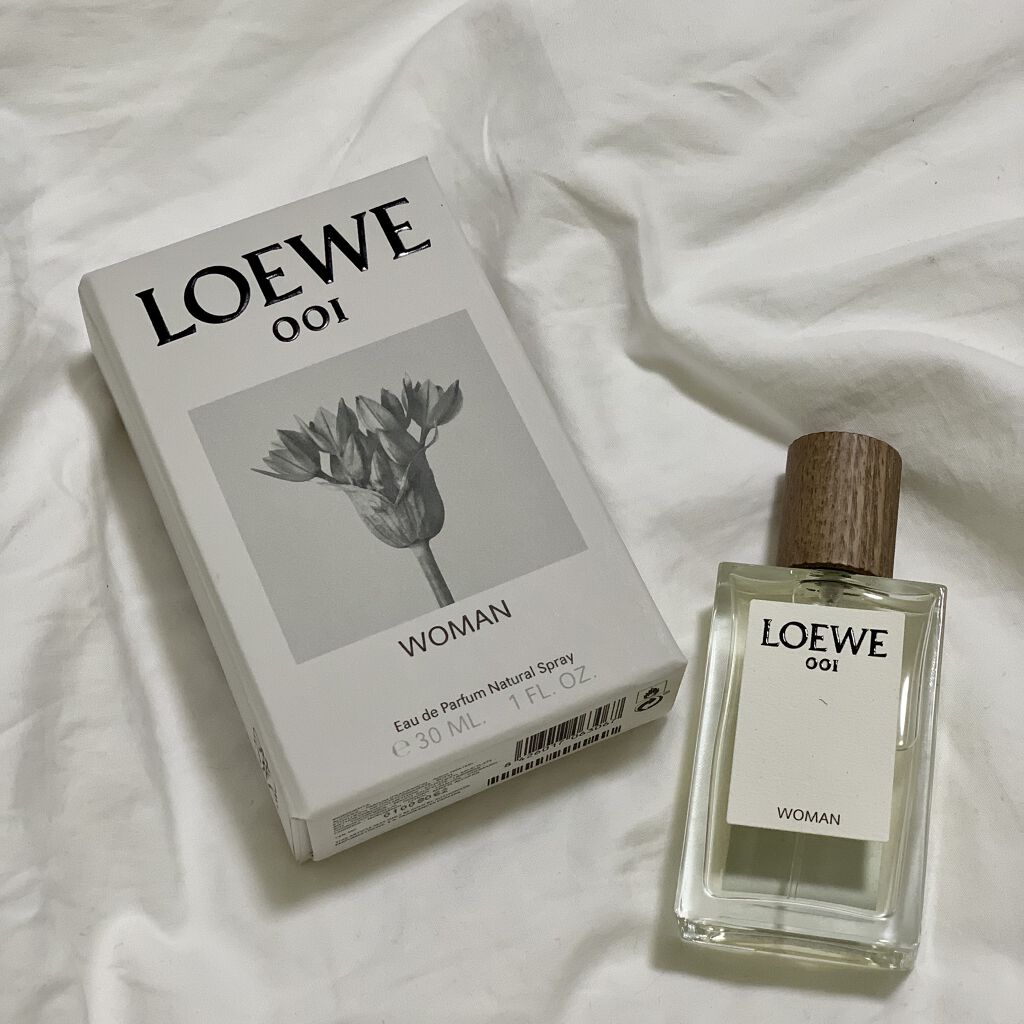 LOEWE
001
WOMAN
Eau de Parfum Natural Spray
℮ 30 ML. 1 FL. OZ.
LOEWE
001
WOMAN